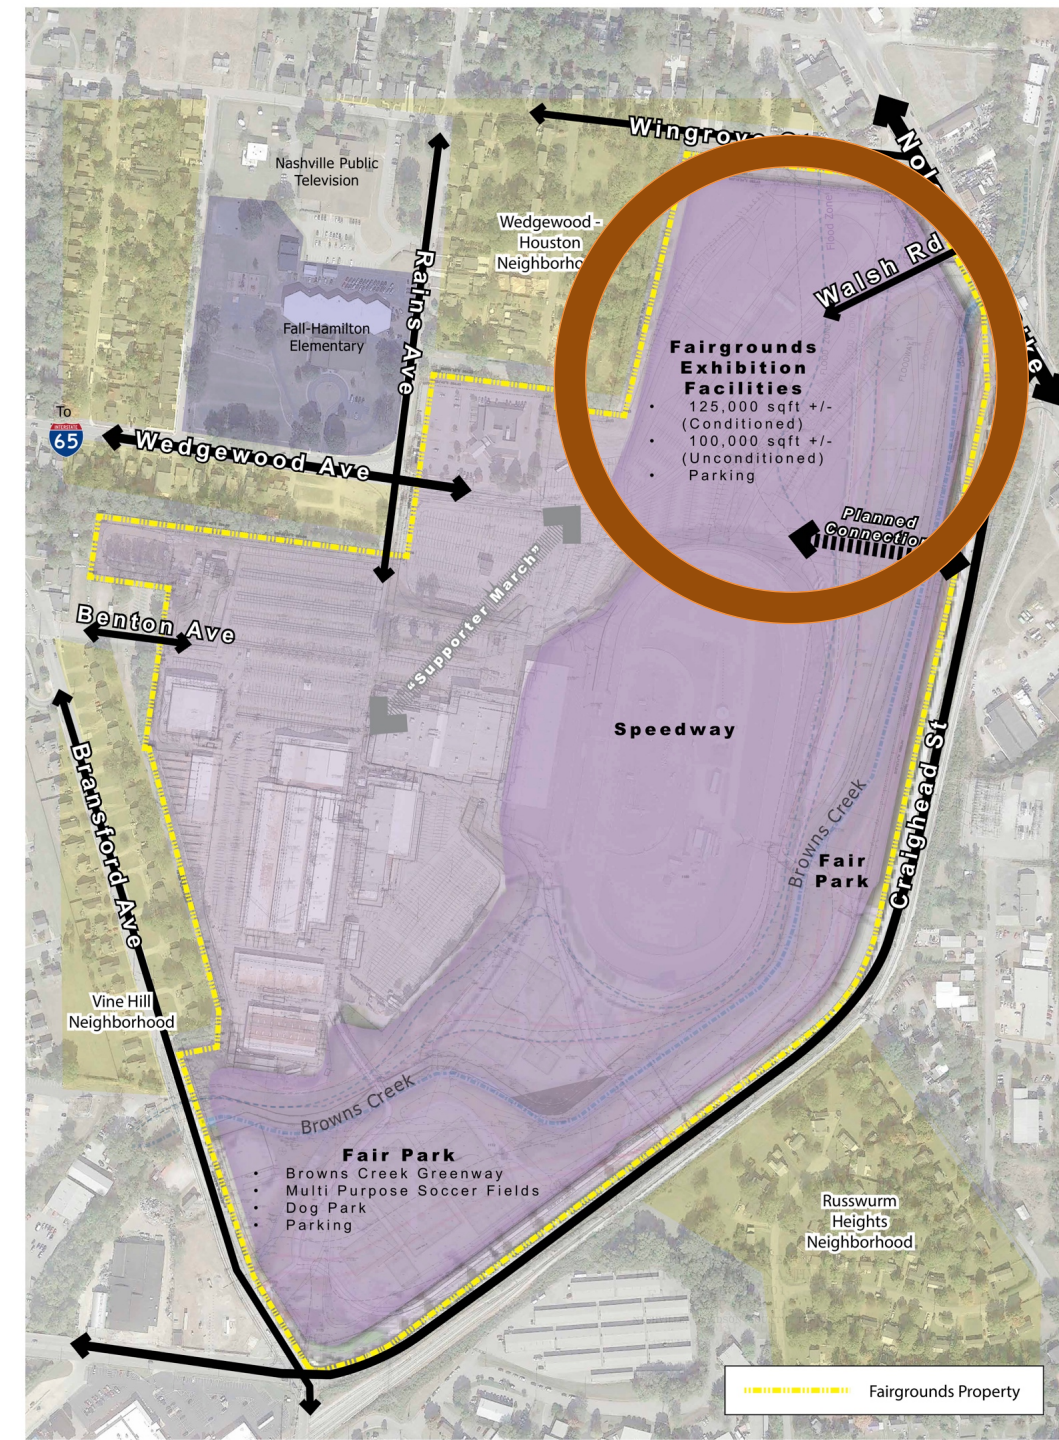 Wingrove
Nashville Public
Television
Wedgewood -
Houston
Walsh Rd
Rains Ave
Fall-Hamilton
Elementary
Fairgrounds
Exhibition
Facilities
• 125,000 sqft +/-
(Conditioned)
• 100,000 sqft +/-
(Unconditioned)
• Parking
To
INTERSTATE
65
Wedgewood Ave
Planned
"Supporter March"
Benton Ave
Speedway
Bransford Ave
Craighead St
Browns Creek
Fair
Park
Vine Hill
Neighborhood
Browns Creek
Fair Park
• Browns Creek Greenway
• Multi Purpose Soccer Fields
• Dog Park
• Parking
Russwurm
Heights
Neighborhood
Fairgrounds Property